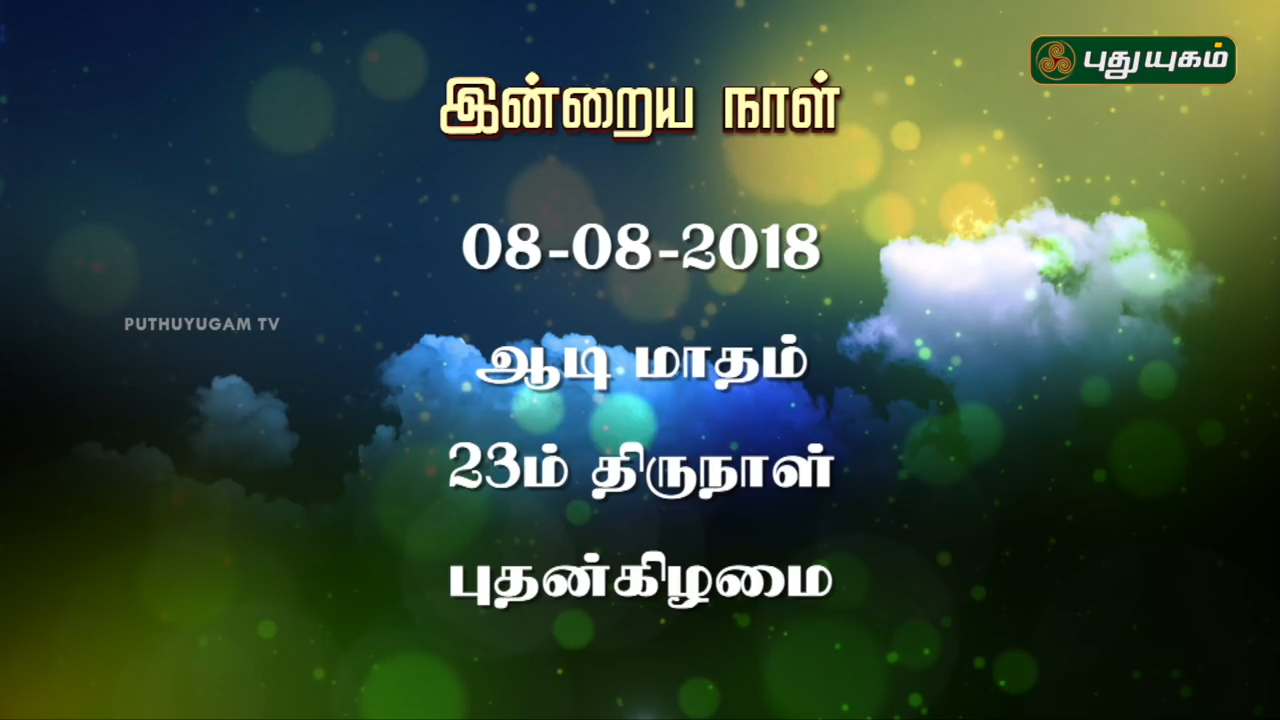 புதுயுகம்
இன்றைய நாள்
08-08-2018
PUTHUYUGAM TV
ஆடி மாதம்
23ம் திருநாள்
புதன்கிழமை